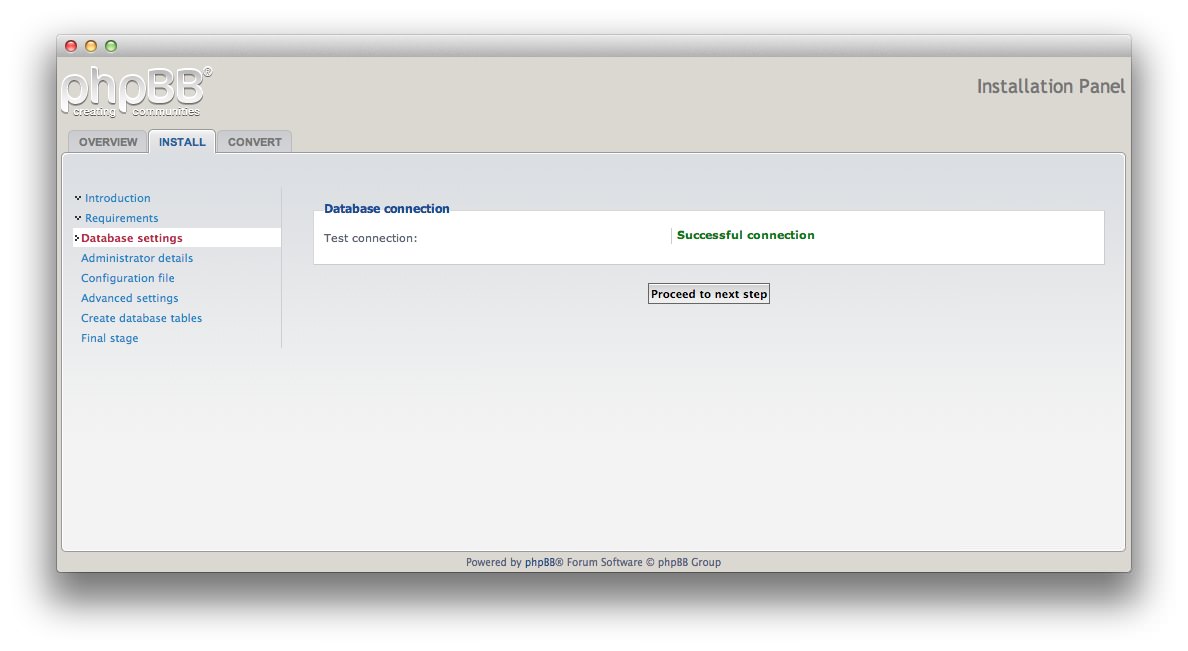 phpBB®
creating communities
Installation Panel
OVERVIEW
INSTALL
CONVERT
Introduction
Requirements
Database settings
Administrator details
Configuration file
Advanced settings
Create database tables
Final stage
Database connection
Test connection:
Successful connection
Proceed to next step
Powered by phpBB® Forum Software © phpBB Group